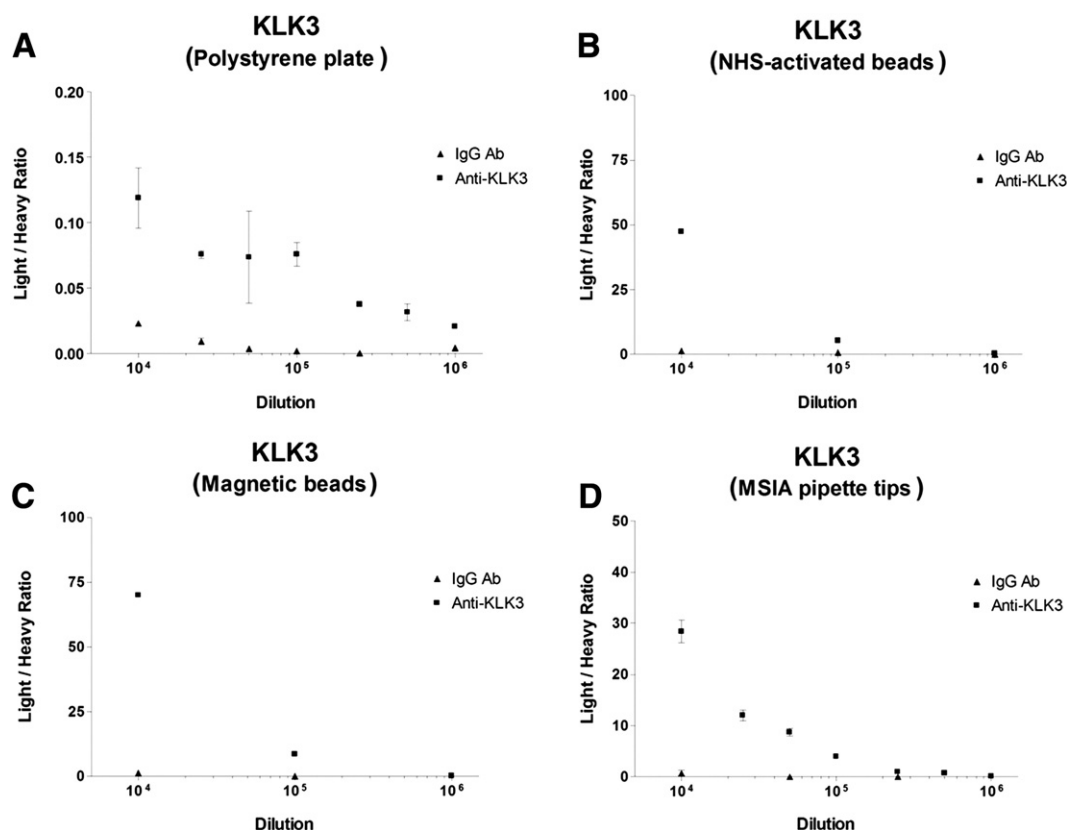 A
KLK3
(Polystyrene plate )
0.20
0.15
0.10
0.05
0.00
Light / Heavy Ratio
IgG Ab
Anti-KLK3
10⁴
10⁵
10⁶
Dilution
B
KLK3
(NHS-activated beads)
100
75
50
25
0
Light / Heavy Ratio
IgG Ab
Anti-KLK3
10⁴
10⁵
10⁶
Dilution
C
KLK3
(Magnetic beads)
100
75
50
25
0
Light / Heavy Ratio
IgG Ab
Anti-KLK3
10⁴
10⁵
10⁶
Dilution
D
KLK3
(MSIA pipette tips)
50
40
30
20
10
0
Light / Heavy Ratio
IgG Ab
Anti-KLK3
10⁴
10⁵
10⁶
Dilution